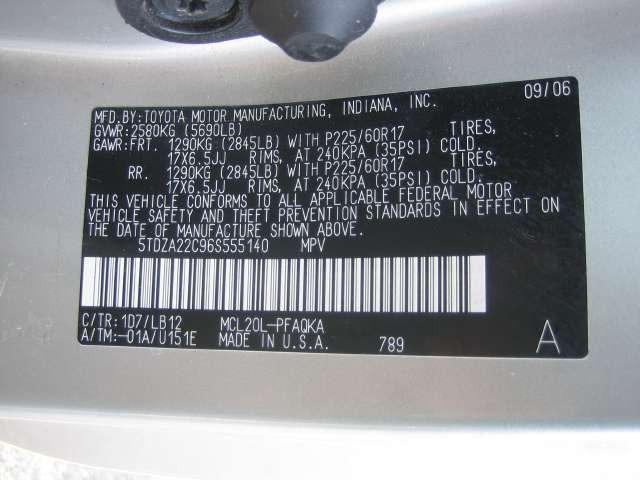 MFD. BY: TOYOTA MOTOR MANUFACTURING, INDIANA, INC. 09/06
GVWR: 2580KG (5690LB)
GAWR: FRT. 1290KG (2845LB) WITH P225/60R17 TIRES,
17X6.5JJ RIMS, AT 240KPA (35PSI) COLD.
RR. 1290KG (2845LB) WITH P225/60R17 TIRES,
17X6.5JJ RIMS, AT 240KPA (35PSI) COLD.
THIS VEHICLE CONFORMS TO ALL APPLICABLE FEDERAL MOTOR
VEHICLE SAFETY AND THEFT PREVENTION STANDARDS IN EFFECT ON
THE DATE OF MANUFACTURE SHOWN ABOVE.
5TDZA22C96S555140 MPV
C/TR: 1D7/LB12 MCL20L-PFAQKA
A/TM: -01A/U151E MADE IN U.S.A. 789 A